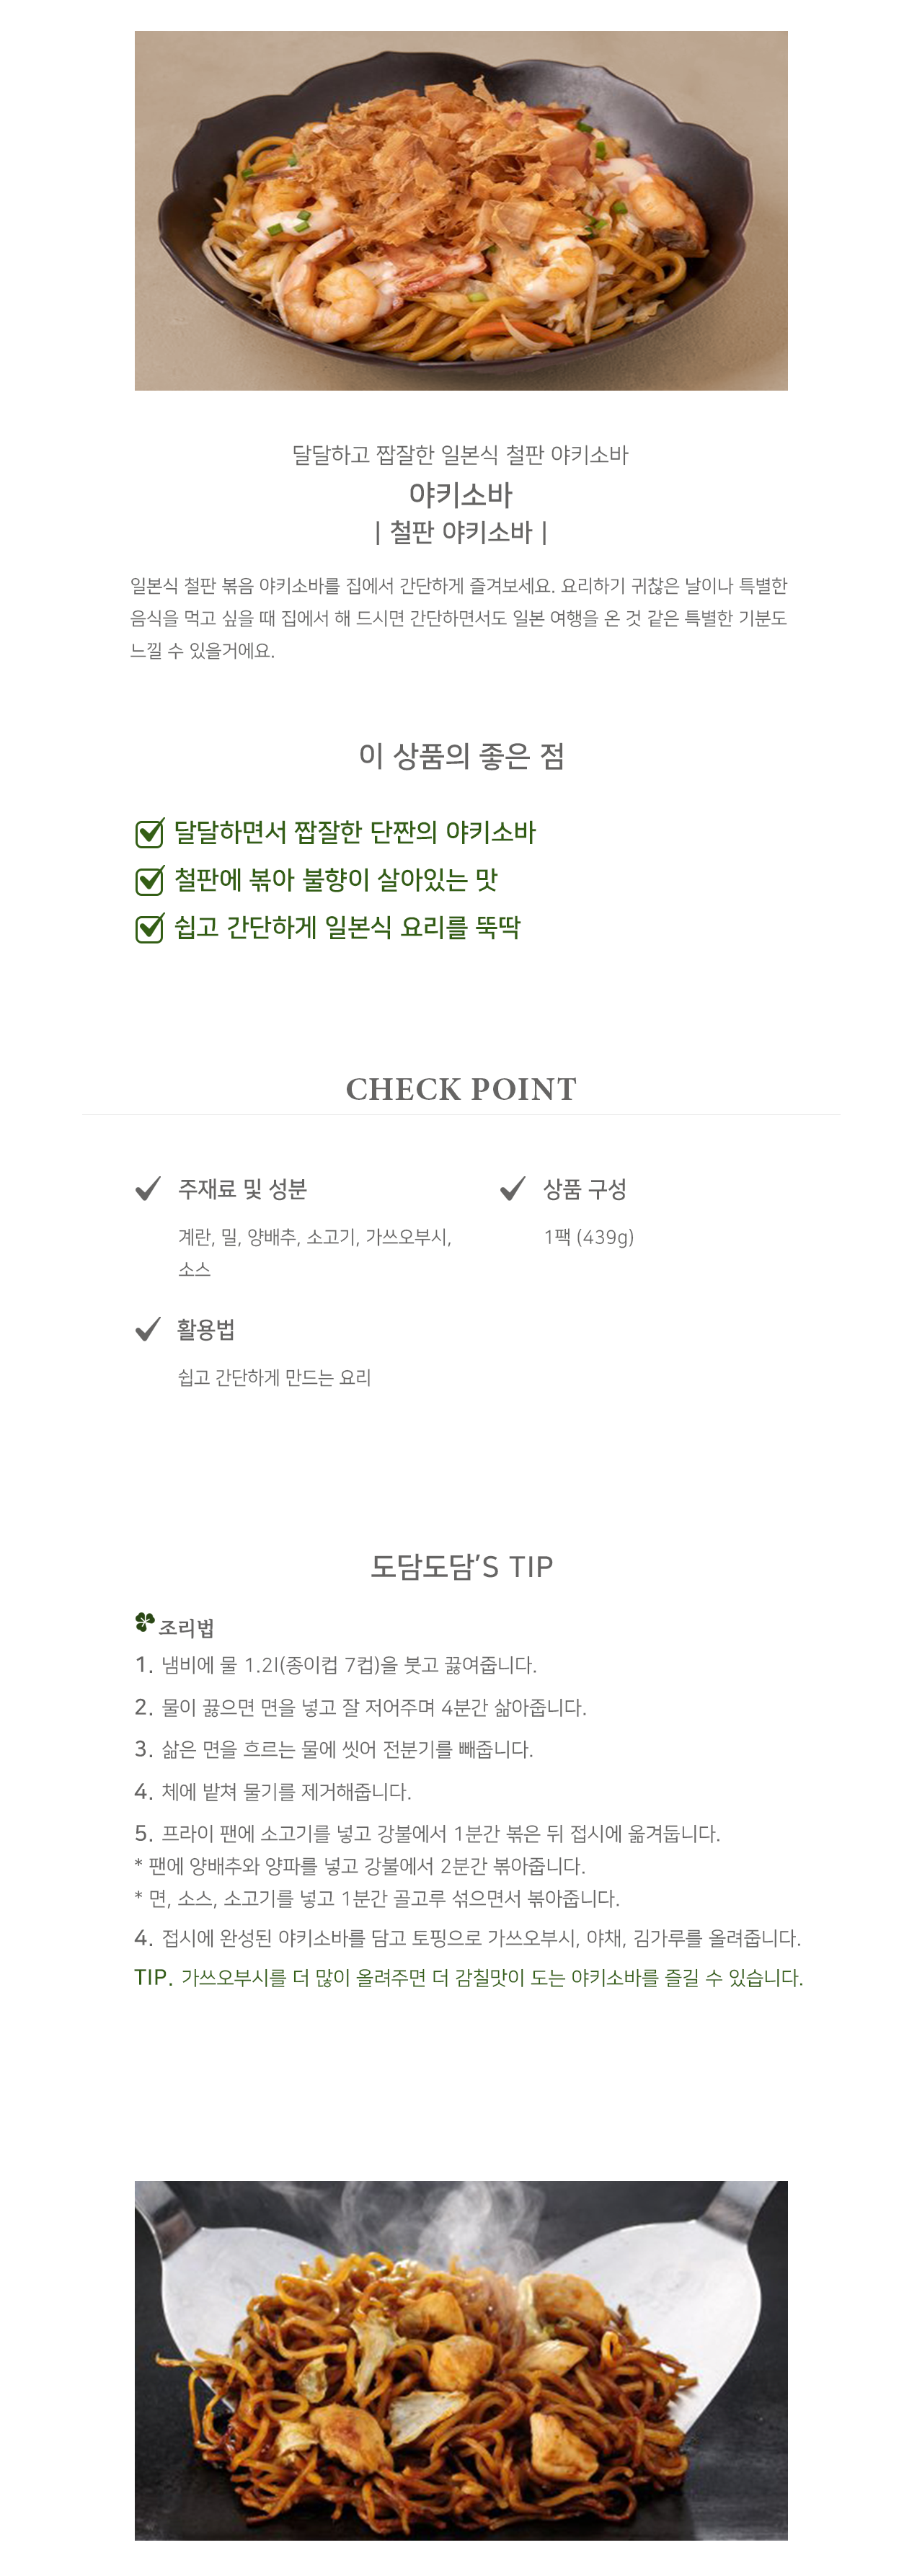 달달하고 짭잘한 일본식 철판 야키소바
야키소바
| 철판 야키소바 |
일본식 철판 볶음 야키소바를 집에서 간단하게 즐겨보세요. 요리하기 귀찮은 날이나 특별한
음식을 먹고 싶을 때 집에서 해 드시면 간단하면서도 일본 여행을 온 것 같은 특별한 기분도
느낄 수 있을거에요.
이 상품의 좋은 점
달달하면서 짭잘한 단짠의 야키소바
철판에 볶아 불향이 살아있는 맛
쉽고 간단하게 일본식 요리를 뚝딱
CHECK POINT
주재료 및 성분
계란, 밀, 양배추, 소고기, 가쓰오부시,
소스
상품 구성
1팩 (439g)
활용법
쉽고 간단하게 만드는 요리
도담도담'S TIP
조리법
1. 냄비에 물 1.2l(종이컵 7컵)을 붓고 끓여줍니다.
2. 물이 끓으면 면을 넣고 잘 저어주며 4분간 삶아줍니다.
3. 삶은 면을 흐르는 물에 씻어 전분기를 빼줍니다.
4. 체에 밭쳐 물기를 제거해줍니다.
5. 프라이 팬에 소고기를 넣고 강불에서 1분간 볶은 뒤 접시에 옮겨둡니다.
* 팬에 양배추와 양파를 넣고 강불에서 2분간 볶아줍니다.
* 면, 소스, 소고기를 넣고 1분간 골고루 섞으면서 볶아줍니다.
4. 접시에 완성된 야키소바를 담고 토핑으로 가쓰오부시, 야채, 김가루를 올려줍니다.
TIP. 가쓰오부시를 더 많이 올려주면 더 감칠맛이 도는 야키소바를 즐길 수 있습니다.